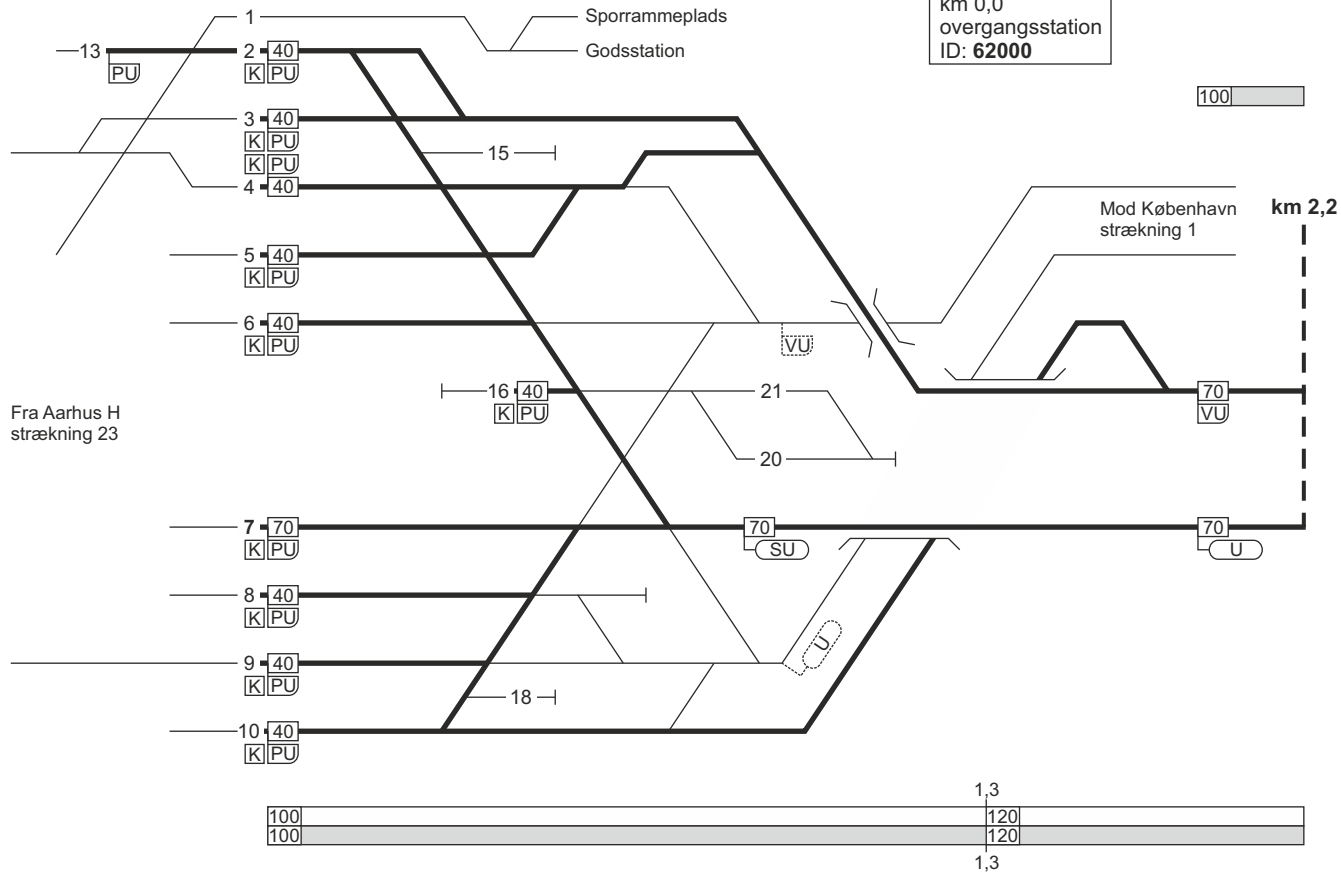 1
Sporrammeplads
km 0,0
overgangsstation
ID: 62000
13
2 40
Godsstation
PU
K PU
100
3 40
K PU
15
K PU
4 40
Mod København
strækning 1
km 2,2
5 40
K PU
6 40
K PU
VU
16 40
21
70
K PU
VU
Fra Aarhus H
strækning 23
20
7 70
70
70
K PU
SU
U
8 40
K PU
U
9 40
K PU
18
10 40
K PU
1,3
100
120
100
120
1,3